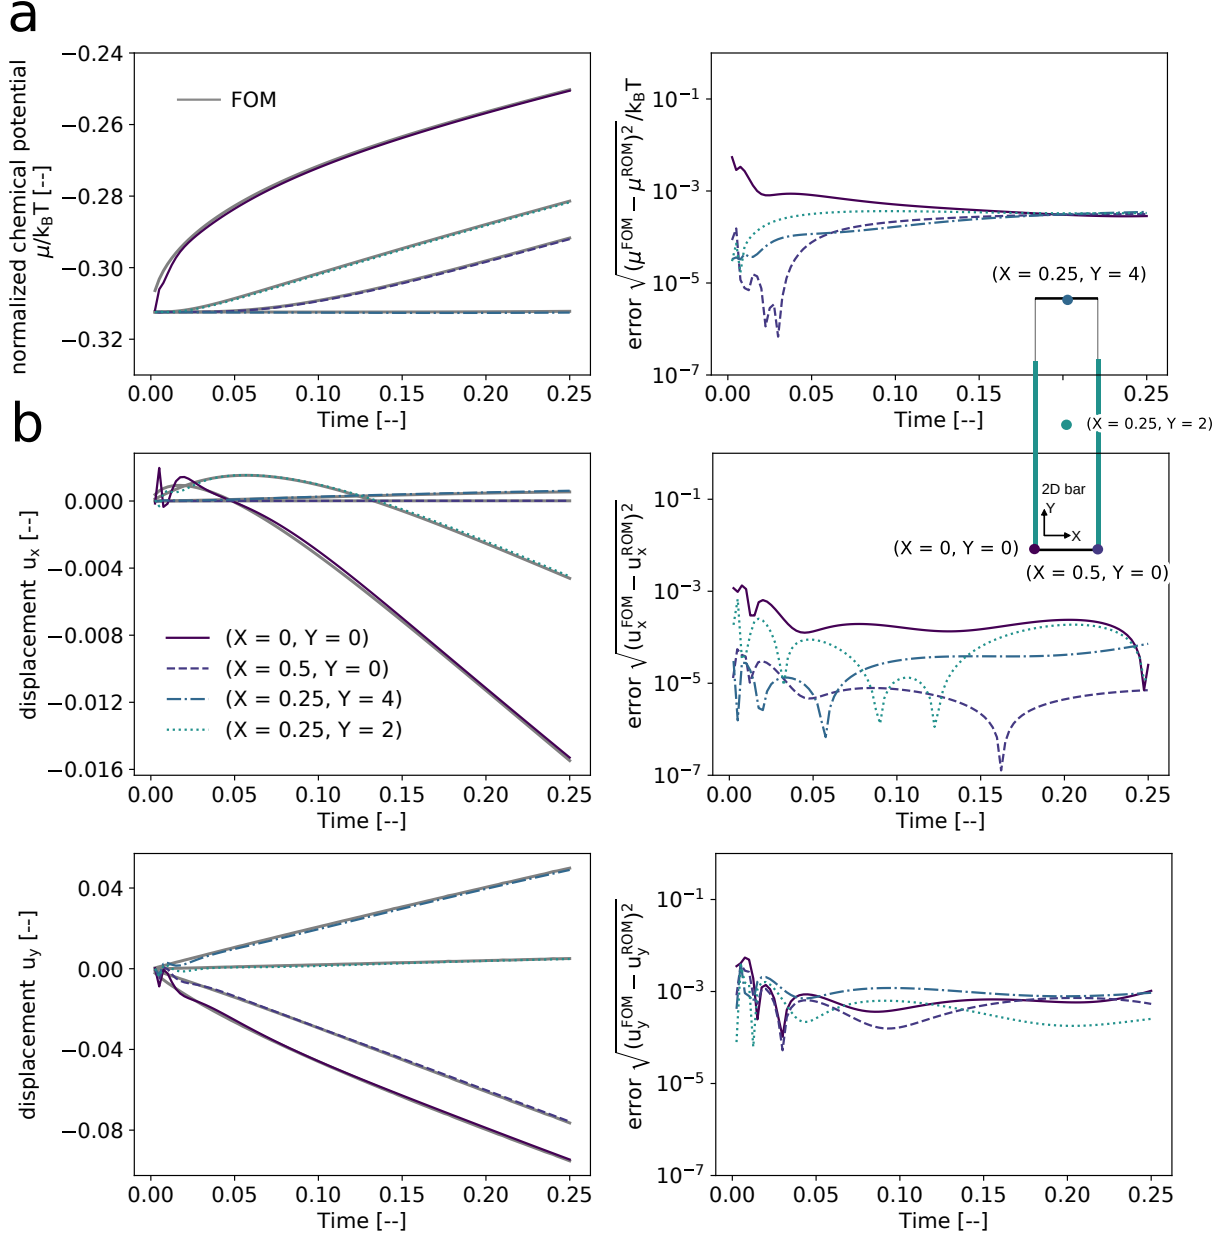 a
normalized chemical potential
μ/k_BT [--]
−0.24
−0.26
−0.28
−0.30
−0.32
FOM
0.00 0.05 0.10 0.15 0.20 0.25
Time [--]
error √(μ^FOM − μ^ROM)² /k_BT
10^−1
10^−3
10^−5
10^−7
0.00 0.05 0.10 0.15 0.20 0.25
Time [--]
(X = 0.25, Y = 4)
(X = 0.25, Y = 2)
2D bar
Y
X
(X = 0, Y = 0)
(X = 0.5, Y = 0)
b
displacement u_x [--]
0.000
−0.004
−0.008
−0.012
−0.016
(X = 0, Y = 0)
(X = 0.5, Y = 0)
(X = 0.25, Y = 4)
(X = 0.25, Y = 2)
0.00 0.05 0.10 0.15 0.20 0.25
Time [--]
error √(u_x^FOM − u_x^ROM)²
10^−1
10^−3
10^−5
10^−7
0.00 0.05 0.10 0.15 0.20 0.25
Time [--]
displacement u_y [--]
0.04
0.00
−0.04
−0.08
0.00 0.05 0.10 0.15 0.20 0.25
Time [--]
error √(u_y^FOM − u_y^ROM)²
10^−1
10^−3
10^−5
10^−7
0.00 0.05 0.10 0.15 0.20 0.25
Time [--]